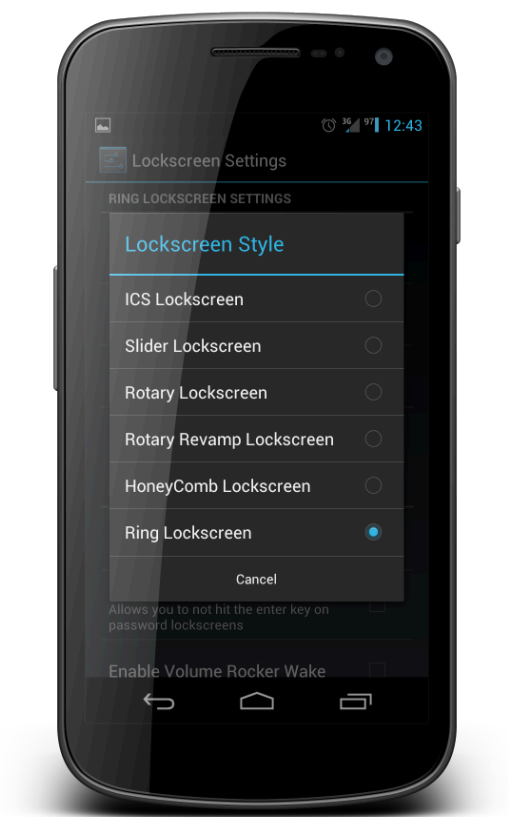 3G 97 12:43
Lockscreen Settings
RING LOCKSCREEN SETTINGS
Lockscreen Style
ICS Lockscreen
Slider Lockscreen
Rotary Lockscreen
Rotary Revamp Lockscreen
HoneyComb Lockscreen
Ring Lockscreen
Cancel
Allows you to not hit the enter key on
password lockscreens
Enable Volume Rocker Wake